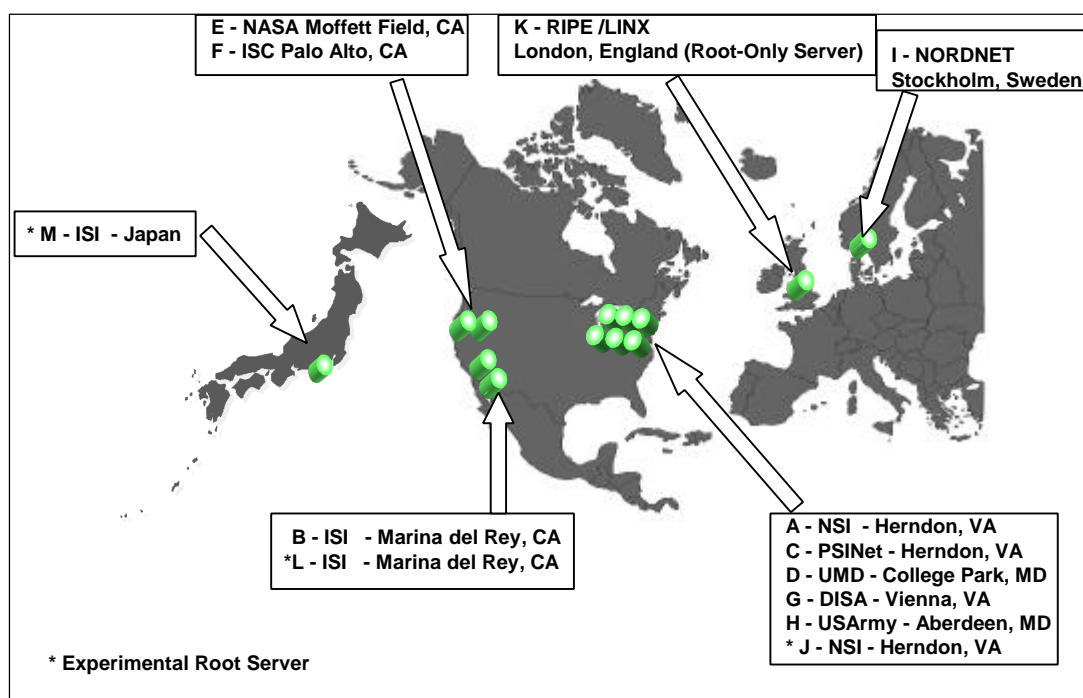 E - NASA Moffett Field, CA
F - ISC Palo Alto, CA
K - RIPE /LINX
London, England (Root-Only Server)
I - NORDNET
Stockholm, Sweden
* M - ISI - Japan
B - ISI - Marina del Rey, CA
*L - ISI - Marina del Rey, CA
A - NSI - Herndon, VA
C - PSINet - Herndon, VA
D - UMD - College Park, MD
G - DISA - Vienna, VA
H - USArmy - Aberdeen, MD
* J - NSI - Herndon, VA
* Experimental Root Server